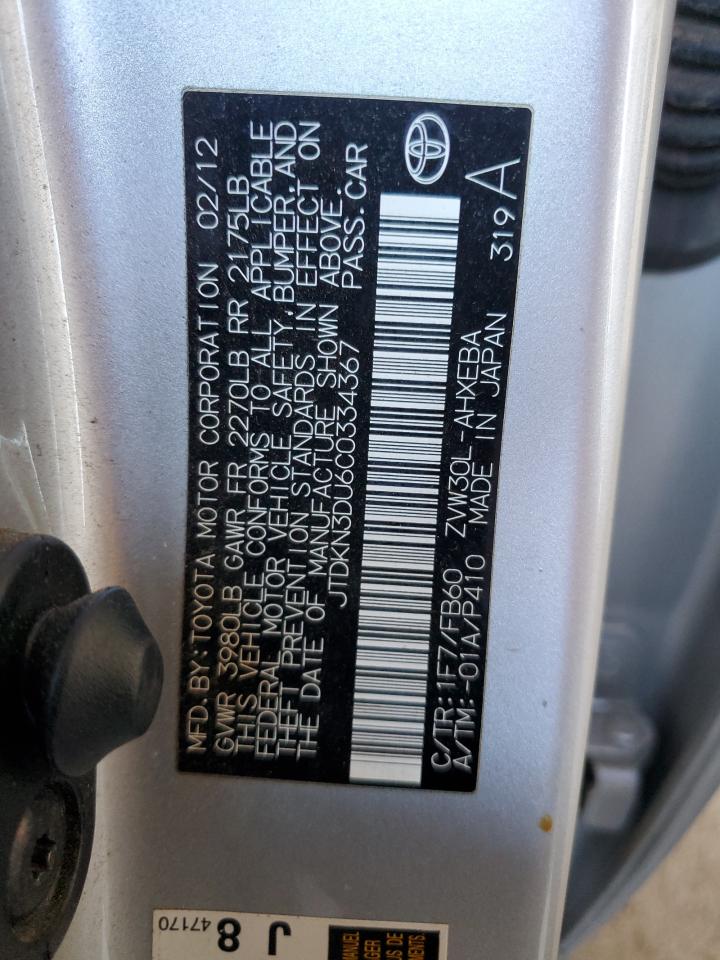 MFD. BY: TOYOTA MOTOR CORPORATION 02/12
GVWR 3980LB GAWR FR 2270LB RR 2175LB
THIS VEHICLE CONFORMS TO ALL APPLICABLE
FEDERAL MOTOR VEHICLE SAFETY, BUMPER, AND
THEFT PREVENTION STANDARDS IN EFFECT ON
THE DATE OF MANUFACTURE SHOWN ABOVE.
JTDKN3DU6C0334367 PASS. CAR
C/TR: 1F7/FB60 ZVW30L-AHXEBA
A/TM: -01A/P410 MADE IN JAPAN 319 A
J 8
47170
MANUEL